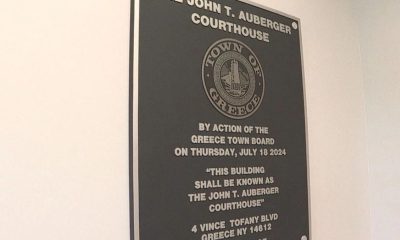 JOHN T. AUBERGER
COURTHOUSE
TOWN OF
GREECE
BY ACTION OF THE
GREECE TOWN BOARD
ON THURSDAY, JULY 18 2024
"THIS BUILDING
SHALL BE KNOWN AS
THE JOHN T. AUBERGER
COURTHOUSE"
4 VINCE TOFANY BLVD
GREECE NY 14612